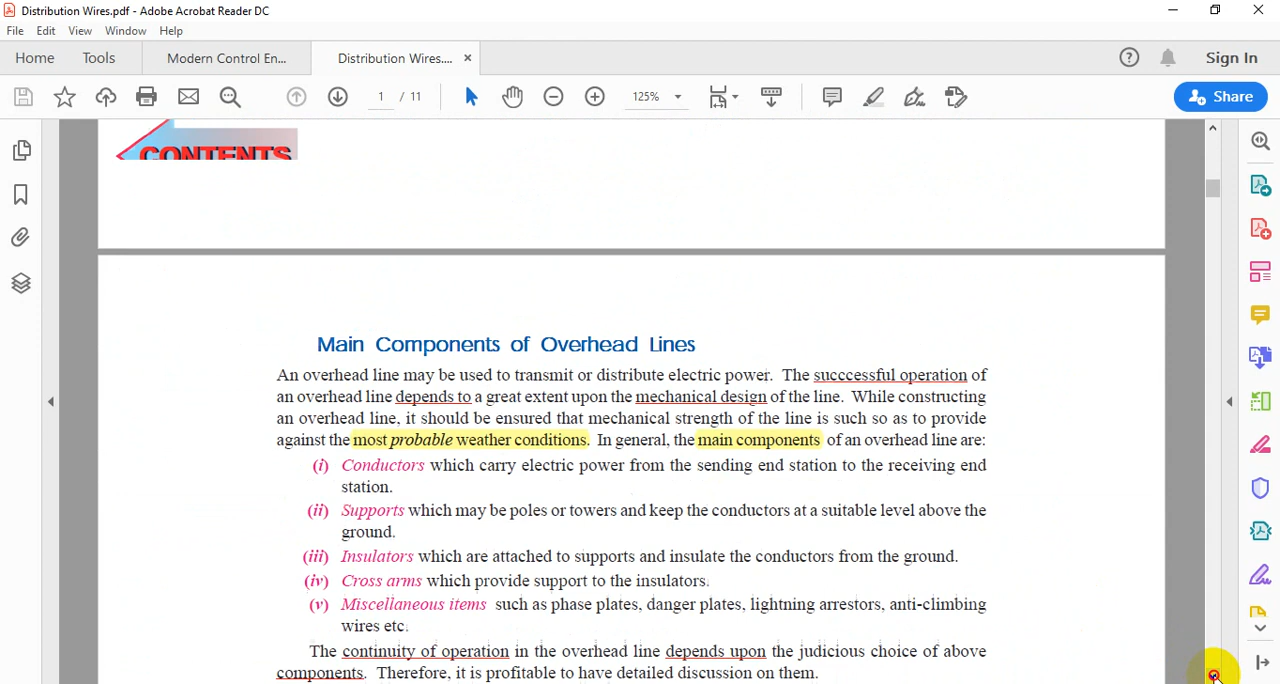 Distribution Wires.pdf - Adobe Acrobat Reader DC
File Edit View Window Help
Home Tools Modern Control En... Distribution Wires.... × Sign In
1 / 11 125% Share
CONTENTS
Main Components of Overhead Lines
An overhead line may be used to transmit or distribute electric power. The succcessful operation of
an overhead line depends to a great extent upon the mechanical design of the line. While constructing
an overhead line, it should be ensured that mechanical strength of the line is such so as to provide
against the most probable weather conditions. In general, the main components of an overhead line are:
(i) Conductors which carry electric power from the sending end station to the receiving end
station.
(ii) Supports which may be poles or towers and keep the conductors at a suitable level above the
ground.
(iii) Insulators which are attached to supports and insulate the conductors from the ground.
(iv) Cross arms which provide support to the insulators.
(v) Miscellaneous items such as phase plates, danger plates, lightning arrestors, anti-climbing
wires etc.
The continuity of operation in the overhead line depends upon the judicious choice of above
components. Therefore, it is profitable to have detailed discussion on them.